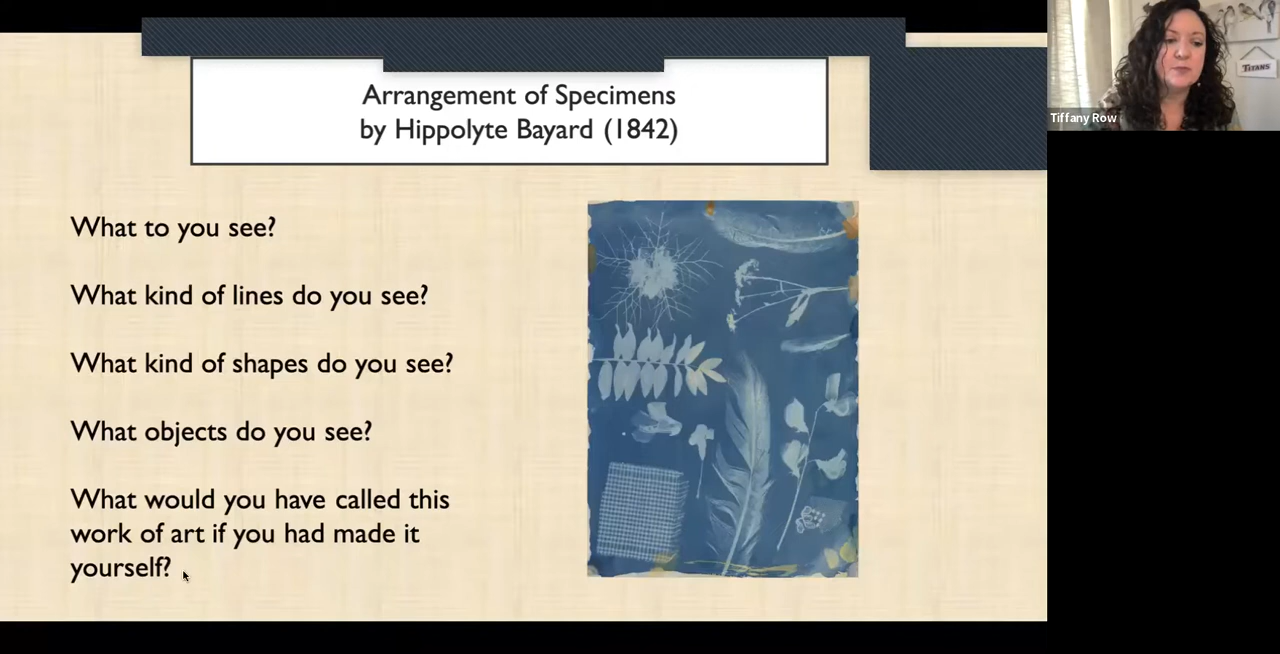 Arrangement of Specimens
by Hippolyte Bayard (1842)
What to you see?
What kind of lines do you see?
What kind of shapes do you see?
What objects do you see?
What would you have called this
work of art if you had made it
yourself?
TITANS
Tiffany Row